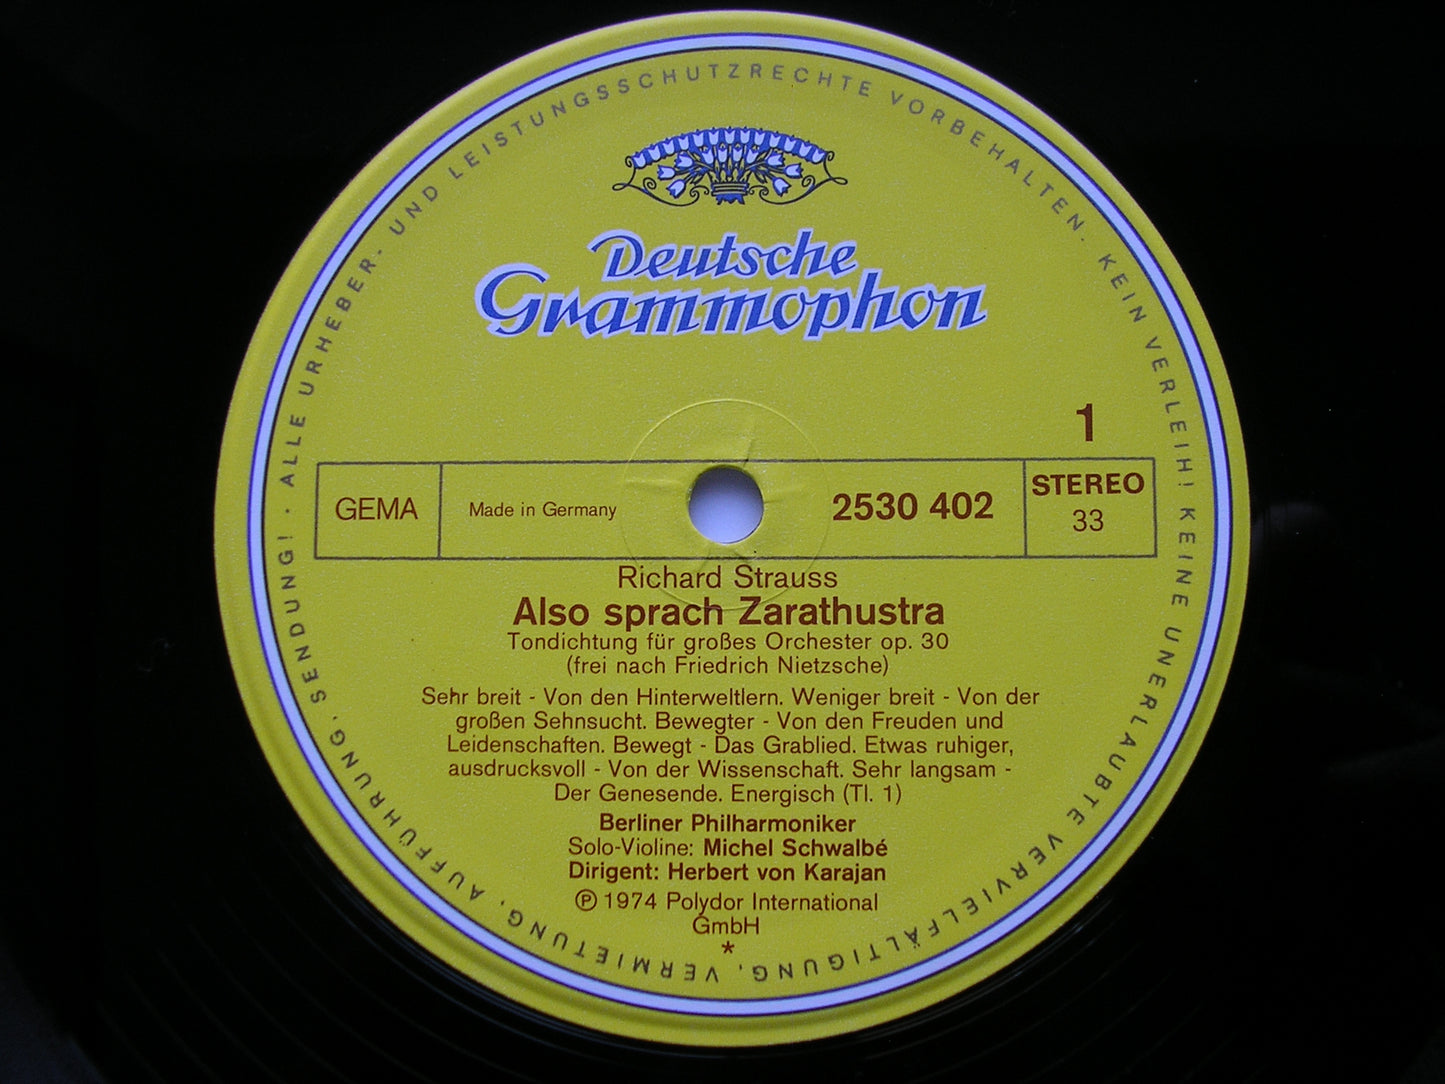 ALLE URHEBER- UND LEISTUNGSSCHUTZRECHTE VORBEHALTEN · KEIN VERLEIH! KEINE UNERLAUBTE VERVIELFÄLTIGUNG, VERMIETUNG, AUFFÜHRUNG, SENDUNG! ·
Deutsche
Grammophon
1
GEMA
Made in Germany
2530 402
STEREO
33
Richard Strauss
Also sprach Zarathustra
Tondichtung für großes Orchester op. 30
(frei nach Friedrich Nietzsche)
Sehr breit - Von den Hinterweltlern. Weniger breit - Von der
großen Sehnsucht. Bewegter - Von den Freuden und
Leidenschaften. Bewegt - Das Grablied. Etwas ruhiger,
ausdrucksvoll - Von der Wissenschaft. Sehr langsam -
Der Genesende. Energisch (Tl. 1)
Berliner Philharmoniker
Solo-Violine: Michel Schwalbé
Dirigent: Herbert von Karajan
℗ 1974 Polydor International
GmbH
*